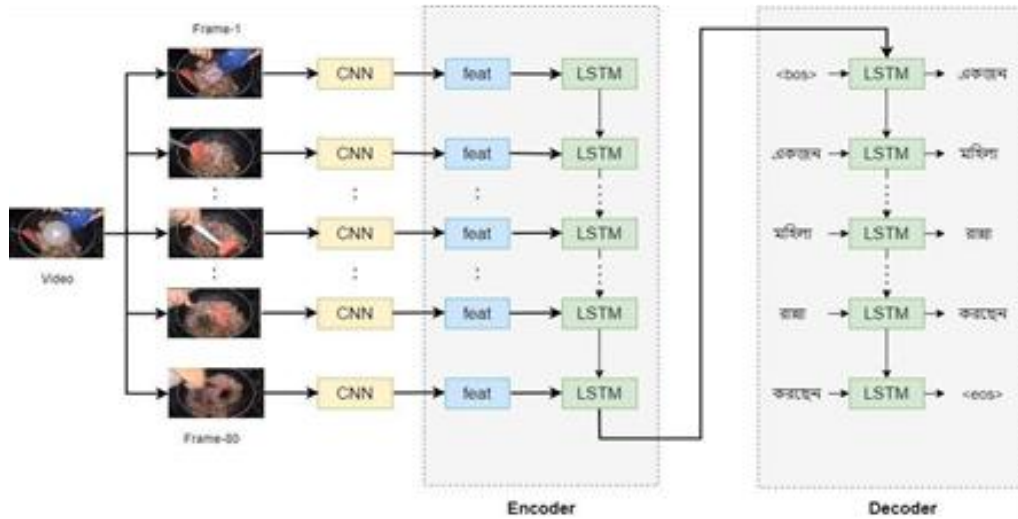 Frame-1
CNN feat LSTM <bos> LSTM একজন
CNN feat LSTM একজন LSTM মহিলা
CNN feat LSTM মহিলা LSTM রান্না
Video
CNN feat LSTM রান্না LSTM করছেন
CNN feat LSTM করছেন LSTM <eos>
Frame-80
Encoder Decoder